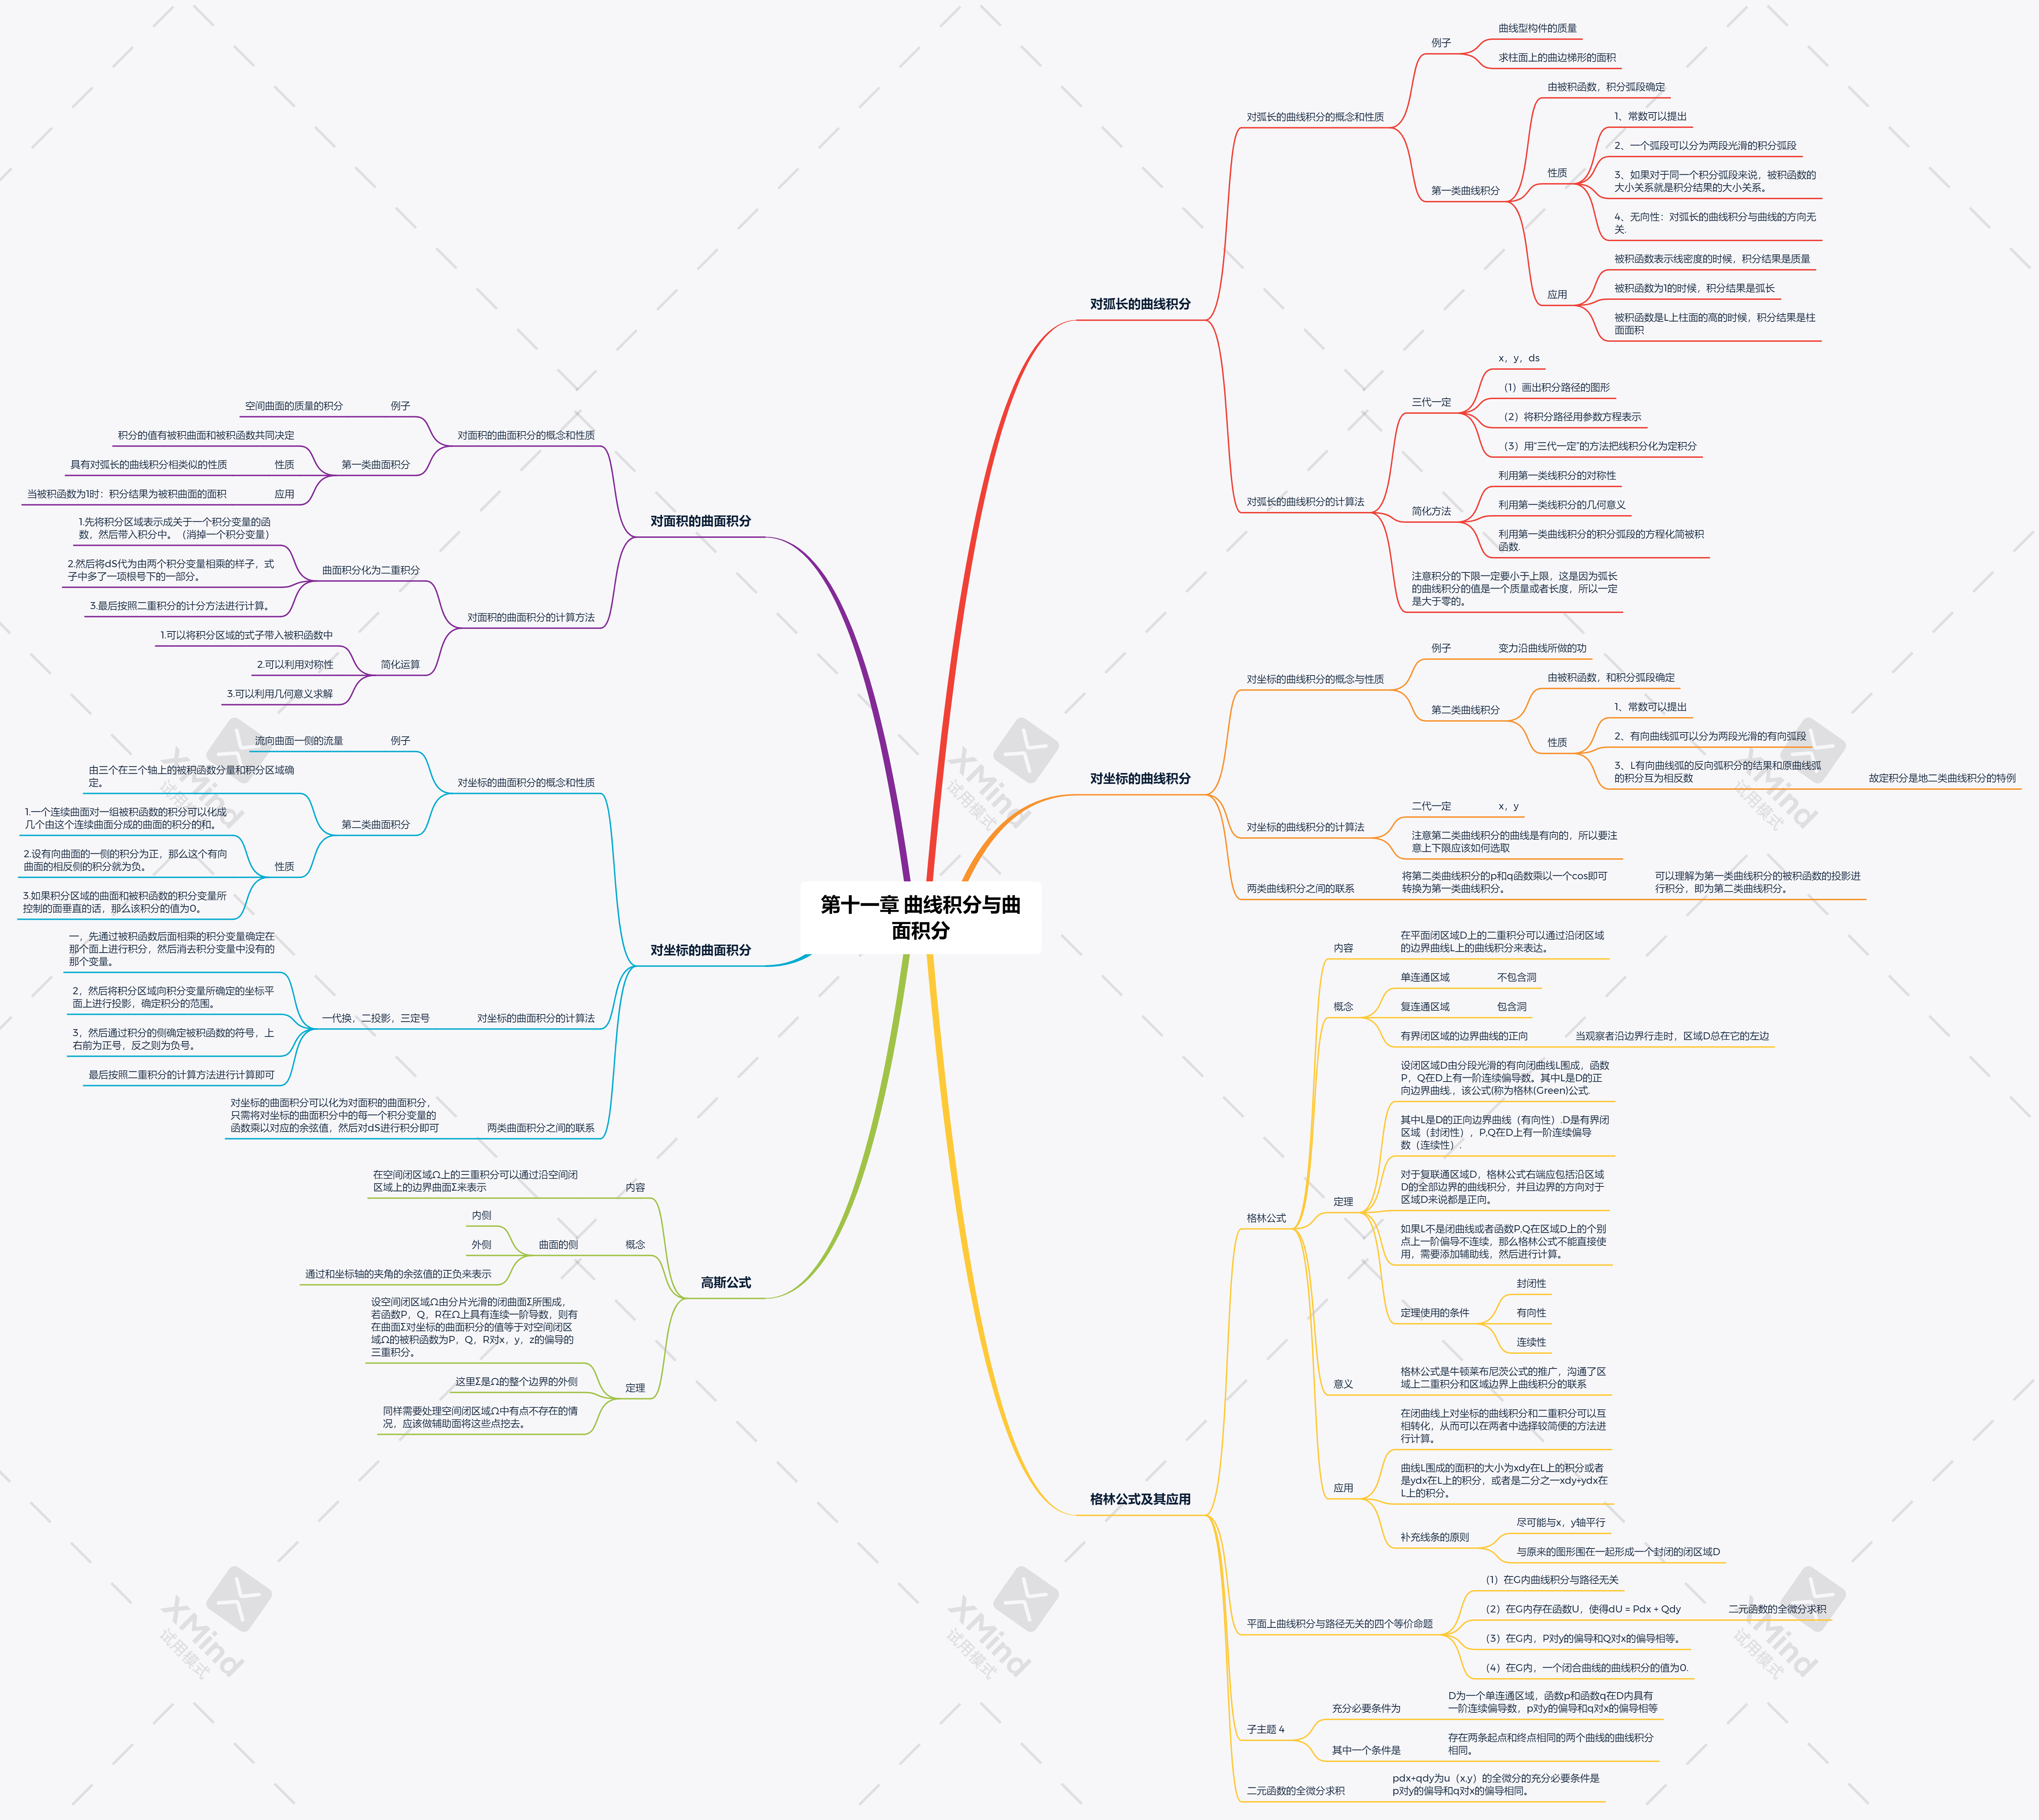 第十一章 曲线积分与曲
面积分
对弧长的曲线积分
对弧长的曲线积分的概念和性质
例子
曲线型构件的质量
求柱面上的曲边梯形的面积
第一类曲线积分
由被积函数，积分弧段确定
性质
1、常数可以提出
2、一个弧段可以分为两段光滑的积分弧段
3、如果对于同一个积分弧段来说，被积函数的
大小关系就是积分结果的大小关系。
4、无向性：对弧长的曲线积分与曲线的方向无
关.
应用
被积函数表示线密度的时候，积分结果是质量
被积函数为1的时候，积分结果是弧长
被积函数是L上柱面的高的时候，积分结果是柱
面面积
对弧长的曲线积分的计算法
三代一定
x，y，ds
（1）画出积分路径的图形
（2）将积分路径用参数方程表示
（3）用“三代一定”的方法把线积分化为定积分
简化方法
利用第一类线积分的对称性
利用第一类线积分的几何意义
利用第一类曲线积分的积分弧段的方程化简被积
函数.
注意积分的下限一定要小于上限，这是因为弧长
的曲线积分的值是一个质量或者长度，所以一定
是大于零的。
对坐标的曲线积分
对坐标的曲线积分的概念与性质
例子
变力沿曲线所做的功
第二类曲线积分
由被积函数，和积分弧段确定
性质
1、常数可以提出
2、有向曲线弧可以分为两段光滑的有向弧段
3、L有向曲线弧的反向弧积分的结果和原曲线弧
的积分互为相反数
故定积分是地二类曲线积分的特例
对坐标的曲线积分的计算法
二代一定
x，y
注意第二类曲线积分的曲线是有向的，所以要注
意上下限应该如何选取
两类曲线积分之间的联系
将第二类曲线积分的p和q函数乘以一个cos即可
转换为第一类曲线积分。
可以理解为第一类曲线积分的被积函数的投影进
行积分，即为第二类曲线积分。
格林公式及其应用
格林公式
内容
在平面闭区域D上的二重积分可以通过沿闭区域
的边界曲线L上的曲线积分来表达。
概念
单连通区域
不包含洞
复连通区域
包含洞
有界闭区域的边界曲线的正向
当观察者沿边界行走时，区域D总在它的左边
定理
设闭区域D由分段光滑的有向闭曲线L围成，函数
P，Q在D上有一阶连续偏导数。其中L是D的正
向边界曲线.，该公式(称为格林(Green)公式.
其中L是D的正向边界曲线（有向性）.D是有界闭
区域（封闭性），P,Q在D上有一阶连续偏导
数（连续性）.
对于复联通区域D，格林公式右端应包括沿区域
D的全部边界的曲线积分，并且边界的方向对于
区域D来说都是正向。
如果L不是闭曲线或者函数P,Q在区域D上的个别
点上一阶偏导不连续，那么格林公式不能直接使
用，需要添加辅助线，然后进行计算。
定理使用的条件
封闭性
有向性
连续性
意义
格林公式是牛顿莱布尼茨公式的推广，沟通了区
域上二重积分和区域边界上曲线积分的联系
应用
在闭曲线上对坐标的曲线积分和二重积分可以互
相转化，从而可以在两者中选择较简便的方法进
行计算。
曲线L围成的面积的大小为xdy在L上的积分或者
是ydx在L上的积分，或者是二分之一xdy+ydx在
L上的积分。
补充线条的原则
尽可能与x，y轴平行
与原来的图形围在一起形成一个封闭的闭区域D
平面上曲线积分与路径无关的四个等价命题
（1）在G内曲线积分与路径无关
（2）在G内存在函数U，使得dU = Pdx + Qdy
二元函数的全微分求积
（3）在G内，P对y的偏导和Q对x的偏导相等。
（4）在G内，一个闭合曲线的曲线积分的值为0.
子主题 4
充分必要条件为
D为一个单连通区域，函数p和函数q在D内具有
一阶连续偏导数，p对y的偏导和q对x的偏导相等
其中一个条件是
存在两条起点和终点相同的两个曲线的曲线积分
相同。
二元函数的全微分求积
pdx+qdy为u（x,y）的全微分的充分必要条件是
p对y的偏导和q对x的偏导相同。
对面积的曲面积分
对面积的曲面积分的概念和性质
例子
空间曲面的质量的积分
第一类曲面积分
积分的值有被积曲面和被积函数共同决定
性质
具有对弧长的曲线积分相类似的性质
应用
当被积函数为1时：积分结果为被积曲面的面积
对面积的曲面积分的计算方法
曲面积分化为二重积分
1.先将积分区域表示成关于一个积分变量的函
数，然后带入积分中。（消掉一个积分变量）
2.然后将dS代为由两个积分变量相乘的样子，式
子中多了一项根号下的一部分。
3.最后按照二重积分的计分方法进行计算。
简化运算
1.可以将积分区域的式子带入被积函数中
2.可以利用对称性
3.可以利用几何意义求解
对坐标的曲面积分
对坐标的曲面积分的概念和性质
例子
流向曲面一侧的流量
第二类曲面积分
由三个在三个轴上的被积函数分量和积分区域确
定。
性质
1.一个连续曲面对一组被积函数的积分可以化成
几个由这个连续曲面分成的曲面的积分的和。
2.设有向曲面的一侧的积分为正，那么这个有向
曲面的相反侧的积分就为负。
3.如果积分区域的曲面和被积函数的积分变量所
控制的面垂直的话，那么该积分的值为0。
对坐标的曲面积分的计算法
一代换，二投影，三定号
一，先通过被积函数后面相乘的积分变量确定在
那个面上进行积分，然后消去积分变量中没有的
那个变量。
2，然后将积分区域向积分变量所确定的坐标平
面上进行投影，确定积分的范围。
3，然后通过积分的侧确定被积函数的符号，上
右前为正号，反之则为负号。
最后按照二重积分的计算方法进行计算即可
两类曲面积分之间的联系
对坐标的曲面积分可以化为对面积的曲面积分，
只需将对坐标的曲面积分中的每一个积分变量的
函数乘以对应的余弦值，然后对dS进行积分即可
高斯公式
内容
在空间闭区域Ω上的三重积分可以通过沿空间闭
区域上的边界曲面Σ来表示
概念
曲面的侧
内侧
外侧
通过和坐标轴的夹角的余弦值的正负来表示
定理
设空间闭区域Ω由分片光滑的闭曲面Σ所围成，
若函数P，Q，R在Ω上具有连续一阶导数，则有
在曲面Σ对坐标的曲面积分的值等于对空间闭区
域Ω的被积函数为P，Q，R对x，y，z的偏导的
三重积分。
这里Σ是Ω的整个边界的外侧
同样需要处理空间闭区域Ω中有点不存在的情
况，应该做辅助面将这些点挖去。
XMind
试用模式
XMind
试用模式
XMind
试用模式
XMind
试用模式
XMind
试用模式
XMind
试用模式